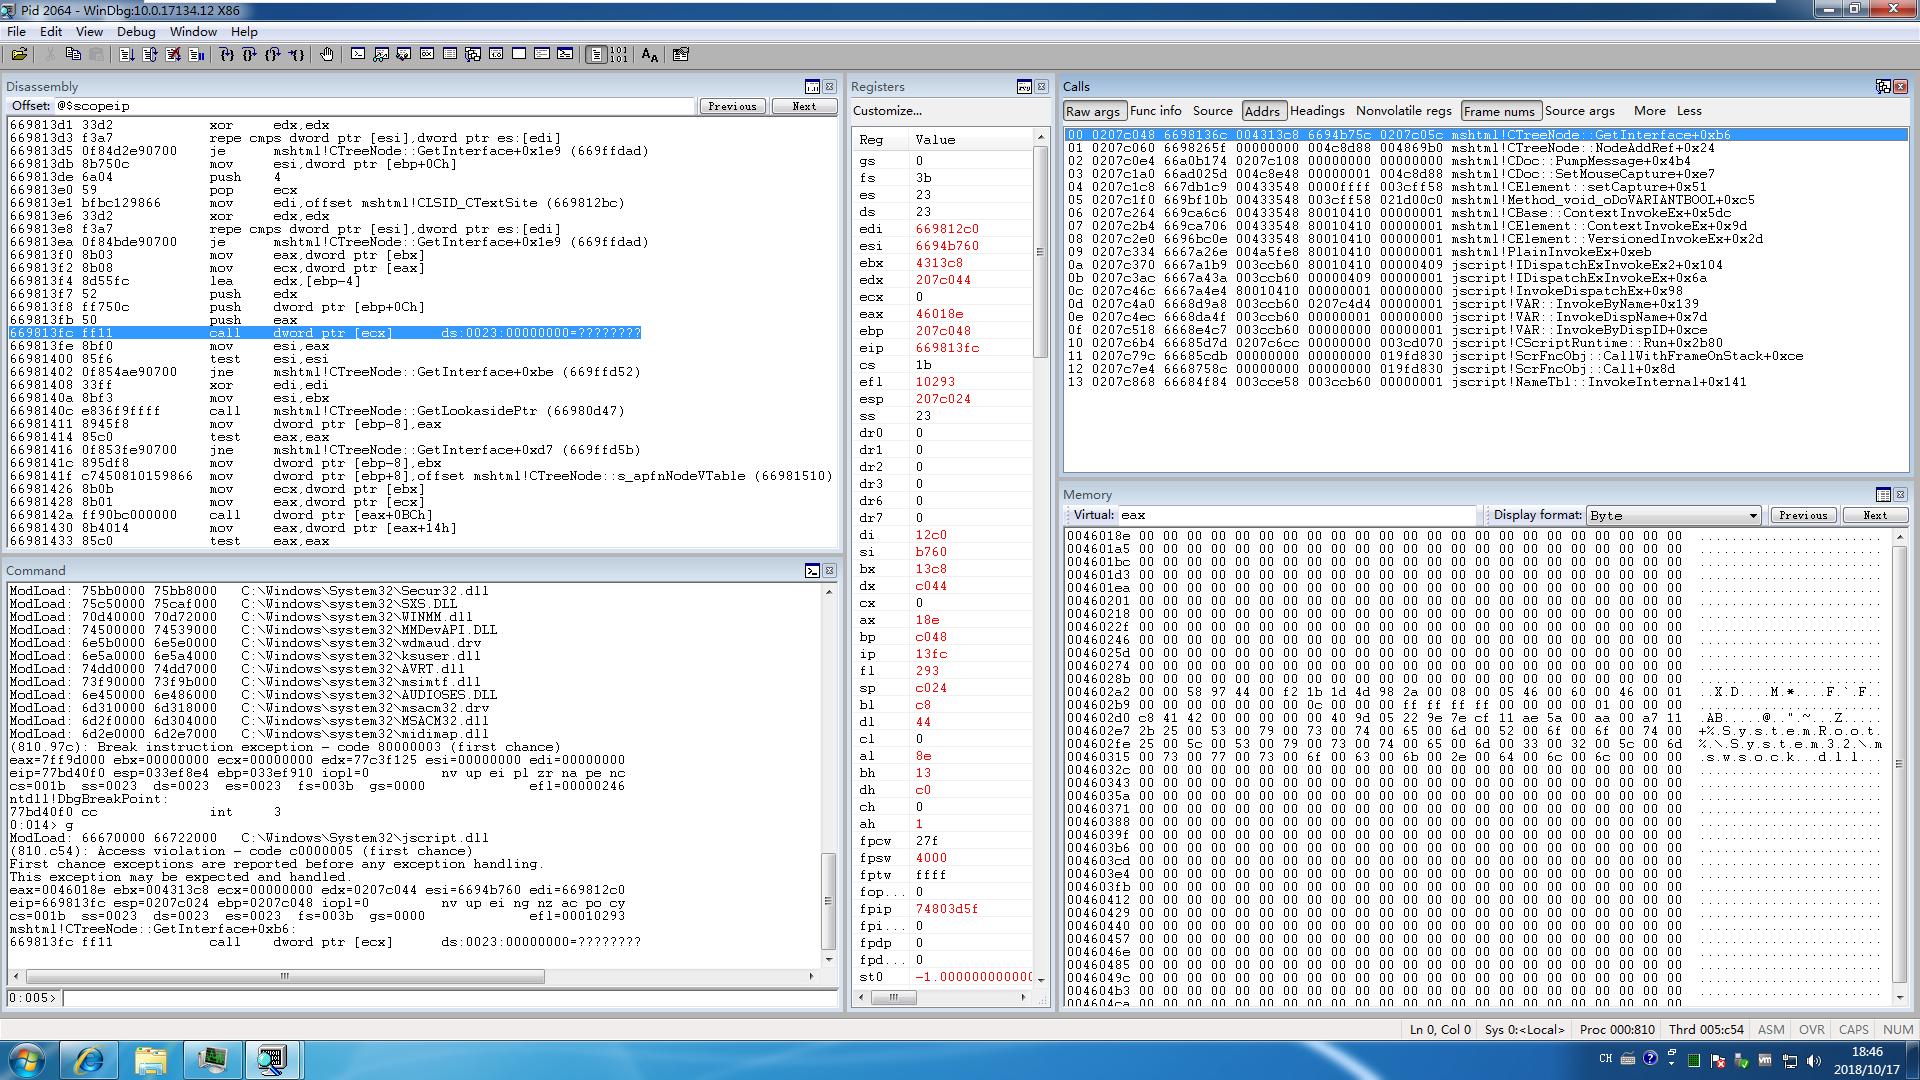 Pid 2064 - WinDbg:10.0.17134.12 X86
File Edit View Debug Window Help
Disassembly
Offset: @$scopeip Previous Next
669813d1 33d2 xor edx,edx
669813d3 f3a7 repe cmps dword ptr [esi],dword ptr es:[edi]
669813d5 0f84d2e90700 je mshtml!CTreeNode::GetInterface+0x1e9 (669ffdad)
669813db 8b750c mov esi,dword ptr [ebp+0Ch]
669813de 6a04 push 4
669813e0 59 pop ecx
669813e1 bfbc129866 mov edi,offset mshtml!CLSID_CTextSite (669812bc)
669813e6 33d2 xor edx,edx
669813e8 f3a7 repe cmps dword ptr [esi],dword ptr es:[edi]
669813ea 0f84bde90700 je mshtml!CTreeNode::GetInterface+0x1e9 (669ffdad)
669813f0 8b03 mov eax,dword ptr [ebx]
669813f2 8b08 mov ecx,dword ptr [eax]
669813f4 8d55fc lea edx,[ebp-4]
669813f7 52 push edx
669813f8 ff750c push dword ptr [ebp+0Ch]
669813fb 50 push eax
669813fc ff11 call dword ptr [ecx] ds:0023:00000000=????????
669813fe 8bf0 mov esi,eax
66981400 85f6 test esi,esi
66981402 0f854ae90700 jne mshtml!CTreeNode::GetInterface+0xbe (669ffd52)
66981408 33ff xor edi,edi
6698140a 8bf3 mov esi,ebx
6698140c e836f9ffff call mshtml!CTreeNode::GetLookasidePtr (66980d47)
66981411 8945f8 mov dword ptr [ebp-8],eax
66981414 85c0 test eax,eax
66981416 0f853fe90700 jne mshtml!CTreeNode::GetInterface+0xd7 (669ffd5b)
6698141c 895df8 mov dword ptr [ebp-8],ebx
6698141f c7450810159866 mov dword ptr [ebp+8],offset mshtml!CTreeNode::s_apfnNodeVTable (66981510)
66981426 8b0b mov ecx,dword ptr [ebx]
66981428 8b01 mov eax,dword ptr [ecx]
6698142a ff90bc000000 call dword ptr [eax+0BCh]
66981430 8b4014 mov eax,dword ptr [eax+14h]
66981433 85c0 test eax,eax
Command
ModLoad: 75bb0000 75bb8000 C:\Windows\System32\Secur32.dll
ModLoad: 75c50000 75caf000 C:\Windows\System32\SXS.DLL
ModLoad: 70d40000 70d72000 C:\Windows\system32\WINMM.dll
ModLoad: 74500000 74539000 C:\Windows\system32\MMDevAPI.DLL
ModLoad: 6e5b0000 6e5e0000 C:\Windows\system32\wdmaud.drv
ModLoad: 6e5a0000 6e5a4000 C:\Windows\system32\ksuser.dll
ModLoad: 74dd0000 74dd7000 C:\Windows\system32\AVRT.dll
ModLoad: 73f90000 73f9b000 C:\Windows\system32\msimtf.dll
ModLoad: 6e450000 6e486000 C:\Windows\system32\AUDIOSES.DLL
ModLoad: 6d310000 6d318000 C:\Windows\system32\msacm32.drv
ModLoad: 6d2f0000 6d304000 C:\Windows\system32\MSACM32.dll
ModLoad: 6d2e0000 6d2e7000 C:\Windows\system32\midimap.dll
(810.97c): Break instruction exception - code 80000003 (first chance)
eax=7ff9d000 ebx=00000000 ecx=00000000 edx=77c3f125 esi=00000000 edi=00000000
eip=77bd40f0 esp=033ef8e4 ebp=033ef910 iopl=0 nv up ei pl zr na pe nc
cs=001b ss=0023 ds=0023 es=0023 fs=003b gs=0000 efl=00000246
ntdll!DbgBreakPoint:
77bd40f0 cc int 3
0:014> g
ModLoad: 66670000 66722000 C:\Windows\System32\jscript.dll
(810.c54): Access violation - code c0000005 (first chance)
First chance exceptions are reported before any exception handling.
This exception may be expected and handled.
eax=0046018e ebx=004313c8 ecx=00000000 edx=0207c044 esi=6694b760 edi=669812c0
eip=669813fc esp=0207c024 ebp=0207c048 iopl=0 nv up ei ng nz ac po cy
cs=001b ss=0023 ds=0023 es=0023 fs=003b gs=0000 efl=00010293
mshtml!CTreeNode::GetInterface+0xb6:
669813fc ff11 call dword ptr [ecx] ds:0023:00000000=????????
0:005>
Registers
Customize...
Reg Value
gs 0
fs 3b
es 23
ds 23
edi 669812c0
esi 6694b760
ebx 4313c8
edx 207c044
ecx 0
eax 46018e
ebp 207c048
eip 669813fc
cs 1b
efl 10293
esp 207c024
ss 23
dr0 0
dr1 0
dr2 0
dr3 0
dr6 0
dr7 0
di 12c0
si b760
bx 13c8
dx c044
cx 0
ax 18e
bp c048
ip 13fc
fl 293
sp c024
bl c8
dl 44
cl 0
al 8e
bh 13
dh c0
ch 0
ah 1
fpcw 27f
fpsw 4000
fptw ffff
fop... 0
fpip 74803d5f
fpi... 0
fpdp 0
fpd... 0
st0 -1.000000000000
Calls
Raw args Func info Source Addrs Headings Nonvolatile regs Frame nums Source args More Less
00 0207c048 6698136c 004313c8 6694b75c 0207c05c mshtml!CTreeNode::GetInterface+0xb6
01 0207c060 6698265f 00000000 004c8d88 004869b0 mshtml!CTreeNode::NodeAddRef+0x24
02 0207c0e4 66a0b174 0207c108 00000000 00000000 mshtml!CDoc::PumpMessage+0x4b4
03 0207c1a0 66ad025d 004c8e48 00000001 004c8d88 mshtml!CDoc::SetMouseCapture+0xe7
04 0207c1c8 667db1c9 00433548 0000ffff 003cff58 mshtml!CElement::setCapture+0x51
05 0207c1f0 669bf10b 00433548 003cff58 021d00c0 mshtml!Method_void_oDoVARIANTBOOL+0xc5
06 0207c264 669ca6c6 00433548 80010410 00000001 mshtml!CBase::ContextInvokeEx+0x5dc
07 0207c2b4 669ca706 00433548 80010410 00000001 mshtml!CElement::ContextInvokeEx+0x9d
08 0207c2e0 6696bc0e 00433548 80010410 00000001 mshtml!CElement::VersionedInvokeEx+0x2d
09 0207c334 6667a26e 004a5fe8 80010410 00000001 mshtml!PlainInvokeEx+0xeb
0a 0207c370 6667a1b9 003ccb60 80010410 00000409 jscript!IDispatchExInvokeEx2+0x104
0b 0207c3ac 6667a43a 003ccb60 00000409 00000001 jscript!IDispatchExInvokeEx+0x6a
0c 0207c46c 6667a4e4 80010410 00000001 00000000 jscript!InvokeDispatchEx+0x98
0d 0207c4a0 6668d9a8 003ccb60 0207c4d4 00000001 jscript!VAR::InvokeByName+0x139
0e 0207c4ec 6668da4f 003ccb60 00000001 00000000 jscript!VAR::InvokeDispName+0x7d
0f 0207c518 6668e4c7 003ccb60 00000000 00000001 jscript!VAR::InvokeByDispID+0xce
10 0207c6b4 66685d7d 0207c6cc 00000000 003cd070 jscript!CScriptRuntime::Run+0x2b80
11 0207c79c 66685cdb 00000000 00000000 019fd830 jscript!ScrFncObj::CallWithFrameOnStack+0xce
12 0207c7e4 6668758c 00000000 00000000 019fd830 jscript!ScrFncObj::Call+0x8d
13 0207c868 66684f84 003cce58 003ccb60 00000001 jscript!NameTbl::InvokeInternal+0x141
Memory
Virtual: eax Display format: Byte Previous Next
0046018e 00 00 00 00 00 00 00 00 00 00 00 00 00 00 00 00 00 00 00 00 00 00 00 .......................
004601a5 00 00 00 00 00 00 00 00 00 00 00 00 00 00 00 00 00 00 00 00 00 00 00 .......................
004601bc 00 00 00 00 00 00 00 00 00 00 00 00 00 00 00 00 00 00 00 00 00 00 00 .......................
004601d3 00 00 00 00 00 00 00 00 00 00 00 00 00 00 00 00 00 00 00 00 00 00 00 .......................
004601ea 00 00 00 00 00 00 00 00 00 00 00 00 00 00 00 00 00 00 00 00 00 00 00 .......................
00460201 00 00 00 00 00 00 00 00 00 00 00 00 00 00 00 00 00 00 00 00 00 00 00 .......................
00460218 00 00 00 00 00 00 00 00 00 00 00 00 00 00 00 00 00 00 00 00 00 00 00 .......................
0046022f 00 00 00 00 00 00 00 00 00 00 00 00 00 00 00 00 00 00 00 00 00 00 00 .......................
00460246 00 00 00 00 00 00 00 00 00 00 00 00 00 00 00 00 00 00 00 00 00 00 00 .......................
0046025d 00 00 00 00 00 00 00 00 00 00 00 00 00 00 00 00 00 00 00 00 00 00 00 .......................
00460274 00 00 00 00 00 00 00 00 00 00 00 00 00 00 00 00 00 00 00 00 00 00 00 .......................
0046028b 00 00 00 00 00 00 00 00 00 00 00 00 00 00 00 00 00 00 00 00 00 00 00 .......................
004602a2 00 00 58 97 44 00 f2 1b 1d 4d 98 2a 00 08 00 05 46 00 60 00 46 00 01 ..X.D....M.*....F.`.F..
004602b9 00 00 00 00 00 00 00 0c 00 00 00 ff ff ff ff 00 00 00 00 00 00 00 00 .......................
004602d0 c8 41 42 00 00 00 00 00 40 9d 05 22 9e 7e cf 11 ae 5a 00 aa 00 a7 11 .AB.....@..".~...Z.....
004602e7 2b 25 00 53 00 79 00 73 00 74 00 65 00 6d 00 52 00 6f 00 6f 00 74 00 +%.S.y.s.t.e.m.R.o.o.t.
004602fe 25 00 5c 00 53 00 79 00 73 00 74 00 65 00 6d 00 33 00 32 00 5c 00 6d %.\.S.y.s.t.e.m.3.2.\.m
00460315 00 73 00 77 00 73 00 6f 00 63 00 6b 00 2e 00 64 00 6c 00 6c 00 00 00 .s.w.s.o.c.k...d.l.l...
0046032c 00 00 00 00 00 00 00 00 00 00 00 00 00 00 00 00 00 00 00 00 00 00 00 .......................
00460343 00 00 00 00 00 00 00 00 00 00 00 00 00 00 00 00 00 00 00 00 00 00 00 .......................
0046035a 00 00 00 00 00 00 00 00 00 00 00 00 00 00 00 00 00 00 00 00 00 00 00 .......................
00460371 00 00 00 00 00 00 00 00 00 00 00 00 00 00 00 00 00 00 00 00 00 00 00 .......................
00460388 00 00 00 00 00 00 00 00 00 00 00 00 00 00 00 00 00 00 00 00 00 00 00 .......................
0046039f 00 00 00 00 00 00 00 00 00 00 00 00 00 00 00 00 00 00 00 00 00 00 00 .......................
004603b6 00 00 00 00 00 00 00 00 00 00 00 00 00 00 00 00 00 00 00 00 00 00 00 .......................
004603cd 00 00 00 00 00 00 00 00 00 00 00 00 00 00 00 00 00 00 00 00 00 00 00 .......................
004603e4 00 00 00 00 00 00 00 00 00 00 00 00 00 00 00 00 00 00 00 00 00 00 00 .......................
004603fb 00 00 00 00 00 00 00 00 00 00 00 00 00 00 00 00 00 00 00 00 00 00 00 .......................
00460412 00 00 00 00 00 00 00 00 00 00 00 00 00 00 00 00 00 00 00 00 00 00 00 .......................
00460429 00 00 00 00 00 00 00 00 00 00 00 00 00 00 00 00 00 00 00 00 00 00 00 .......................
00460440 00 00 00 00 00 00 00 00 00 00 00 00 00 00 00 00 00 00 00 00 00 00 00 .......................
00460457 00 00 00 00 00 00 00 00 00 00 00 00 00 00 00 00 00 00 00 00 00 00 00 .......................
0046046e 00 00 00 00 00 00 00 00 00 00 00 00 00 00 00 00 00 00 00 00 00 00 00 .......................
00460485 00 00 00 00 00 00 00 00 00 00 00 00 00 00 00 00 00 00 00 00 00 00 00 .......................
0046049c 00 00 00 00 00 00 00 00 00 00 00 00 00 00 00 00 00 00 00 00 00 00 00 .......................
004604b3 00 00 00 00 00 00 00 00 00 00 00 00 00 00 00 00 00 00 00 00 00 00 00 .......................
004604ca 00 00 00 00 00 00 00 00 00 00 00 00 00 00 00 00 00 00 00 00 00 00 00 .......................
Ln 0, Col 0 Sys 0:<Local> Proc 000:810 Thrd 005:c54 ASM OVR CAPS NUM
CH 18:46
2018/10/17